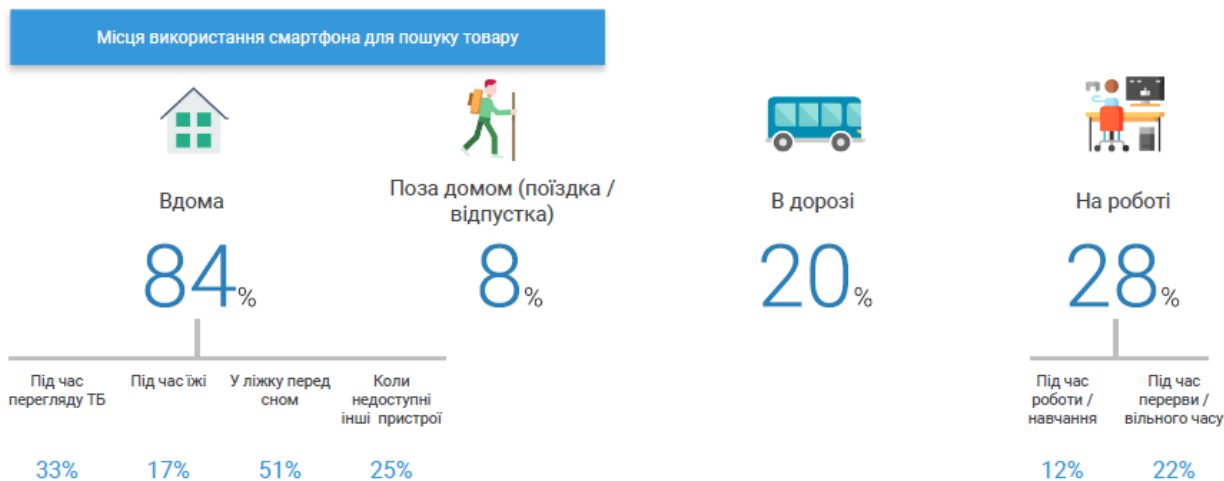 Місця використання смартфона для пошуку товару
Вдома
84%
Поза домом (поїздка /
відпустка)
8%
В дорозі
20%
На роботі
28%
Під час
перегляду ТБ
33%
Під час їжі
17%
У ліжку перед
сном
51%
Коли
недоступні
інші пристрої
25%
Під час
роботи /
навчання
12%
Під час
перерви /
вільного часу
22%